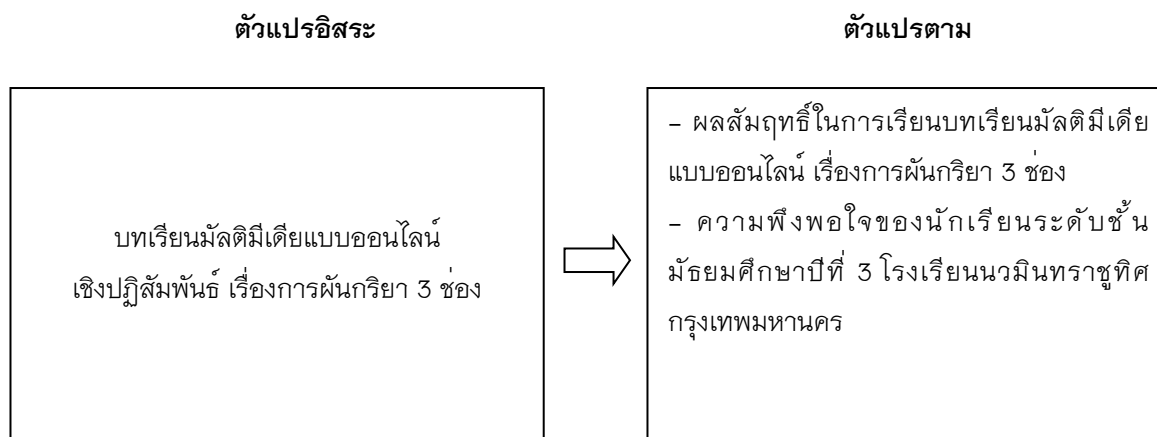 ตัวแปรอิสระ
ตัวแปรตาม
บทเรียนมัลติมีเดียแบบออนไลน์
เชิงปฏิสัมพันธ์ เรื่องการผันกริยา 3 ช่อง
- ผลสัมฤทธิ์ในการเรียนบทเรียนมัลติมีเดีย
แบบออนไลน์ เรื่องการผันกริยา 3 ช่อง
- ความพึงพอใจของนักเรียนระดับชั้น
มัธยมศึกษาปีที่ 3 โรงเรียนนวมินทราชูทิศ
กรุงเทพมหานคร